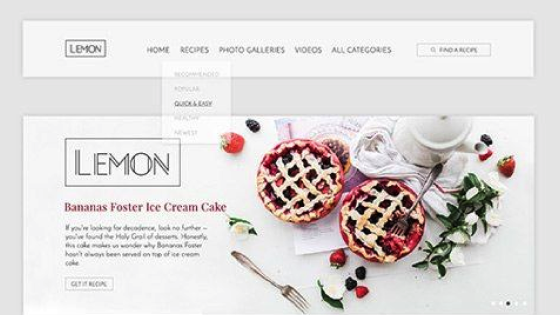 LEMON
HOME RECIPES PHOTO GALLERIES VIDEOS ALL CATEGORIES FIND A RECIPE
RECOMMENDED
POPULAR
QUICK & EASY
HEALTHY
NEWEST
LEMON
Bananas Foster Ice Cream Cake
If you're looking for decadence, look no further –
you've found the Holy Grail of desserts. Honestly,
this cake makes us wonder why Bananas Foster
hasn't always been served on top of ice cream
cake.
GET IT RECIPE